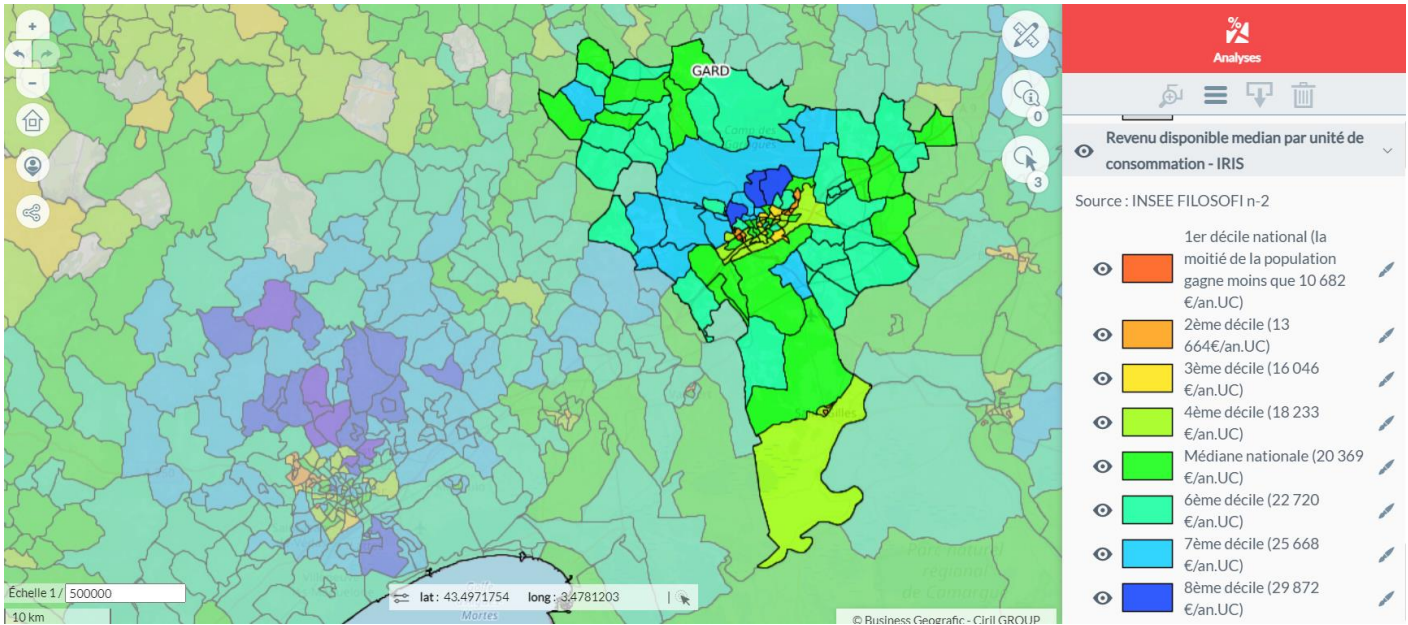 GARD
Camp des
Garrigues
0
3
Parc naturel
régional
de Camargue
Échelle 1 / 500000
10 km
lat : 43.4971754 long : 3.4781203
Mortes
© Business Geografic - Ciril GROUP
%
Analyses
Revenu disponible median par unité de
consommation - IRIS
Source : INSEE FILOSOFI n-2
1er décile national (la
moitié de la population
gagne moins que 10 682
€/an.UC)
2ème décile (13
664€/an.UC)
3ème décile (16 046
€/an.UC)
4ème décile (18 233
€/an.UC)
Médiane nationale (20 369
€/an.UC)
6ème décile (22 720
€/an.UC)
7ème décile (25 668
€/an.UC)
8ème décile (29 872
€/an.UC)